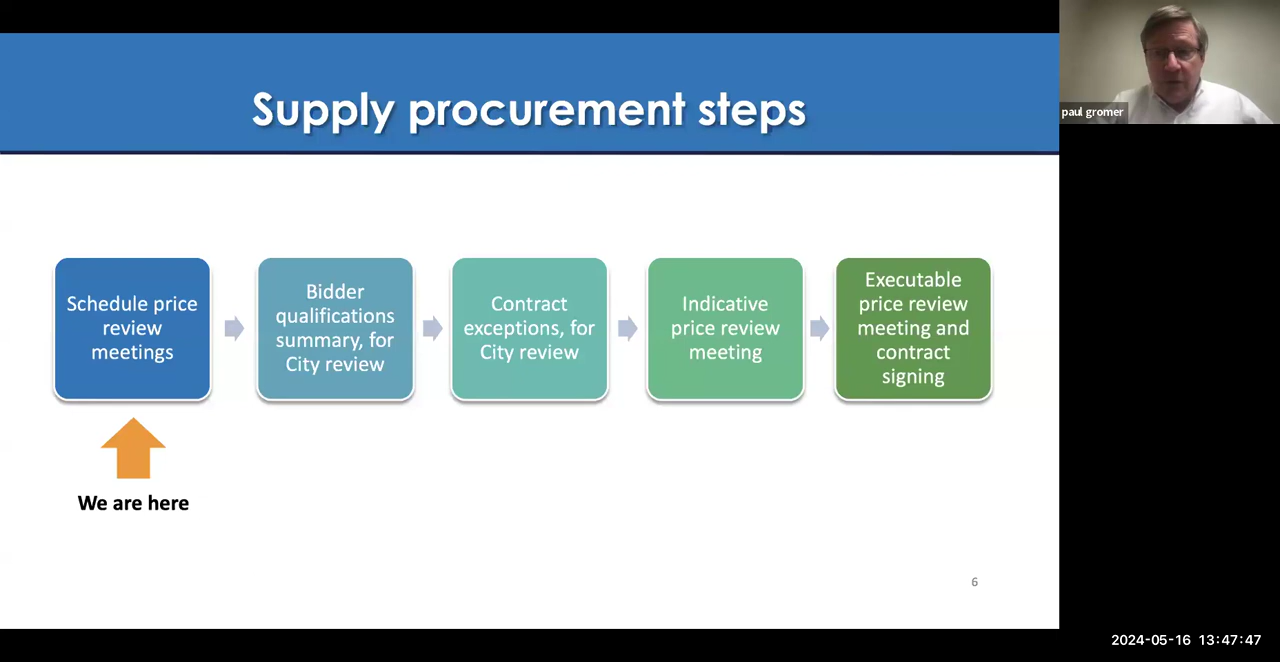 Supply procurement steps
paul gromer
Schedule price
review
meetings
Bidder
qualifications
summary, for
City review
Contract
exceptions, for
City review
Indicative
price review
meeting
Executable
price review
meeting and
contract
signing
We are here
6
2024-05-16 13:47:47